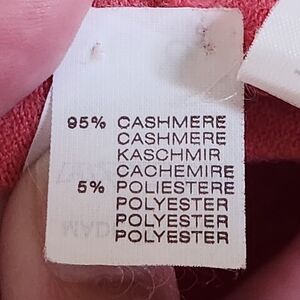 95% CASHMERE
CASHMERE
KASCHMIR
CACHEMIRE
5% POLIESTERE
POLYESTER
POLYESTER
POLYESTER